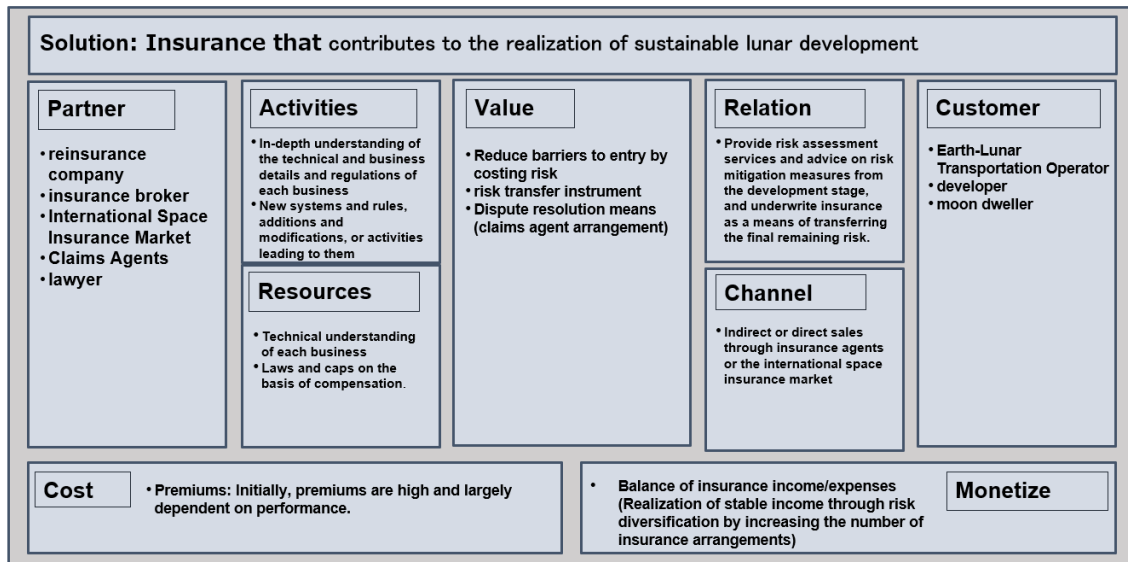 Solution: Insurance that contributes to the realization of sustainable lunar development
Partner
• reinsurance
company
• insurance broker
• International Space
Insurance Market
• Claims Agents
• lawyer
Activities
• In-depth understanding of
the technical and business
details and regulations of
each business
• New systems and rules,
additions and
modifications, or activities
leading to them
Resources
• Technical understanding
of each business
• Laws and caps on the
basis of compensation.
Value
• Reduce barriers to entry by
costing risk
• risk transfer instrument
• Dispute resolution means
(claims agent arrangement)
Relation
• Provide risk assessment
services and advice on risk
mitigation measures from
the development stage,
and underwrite insurance
as a means of transferring
the final remaining risk.
Channel
• Indirect or direct sales
through insurance agents
or the international space
insurance market
Customer
• Earth-Lunar
Transportation Operator
• developer
• moon dweller
Cost
• Premiums: Initially, premiums are high and largely
dependent on performance.
• Balance of insurance income/expenses
(Realization of stable income through risk
diversification by increasing the number of
insurance arrangements)
Monetize